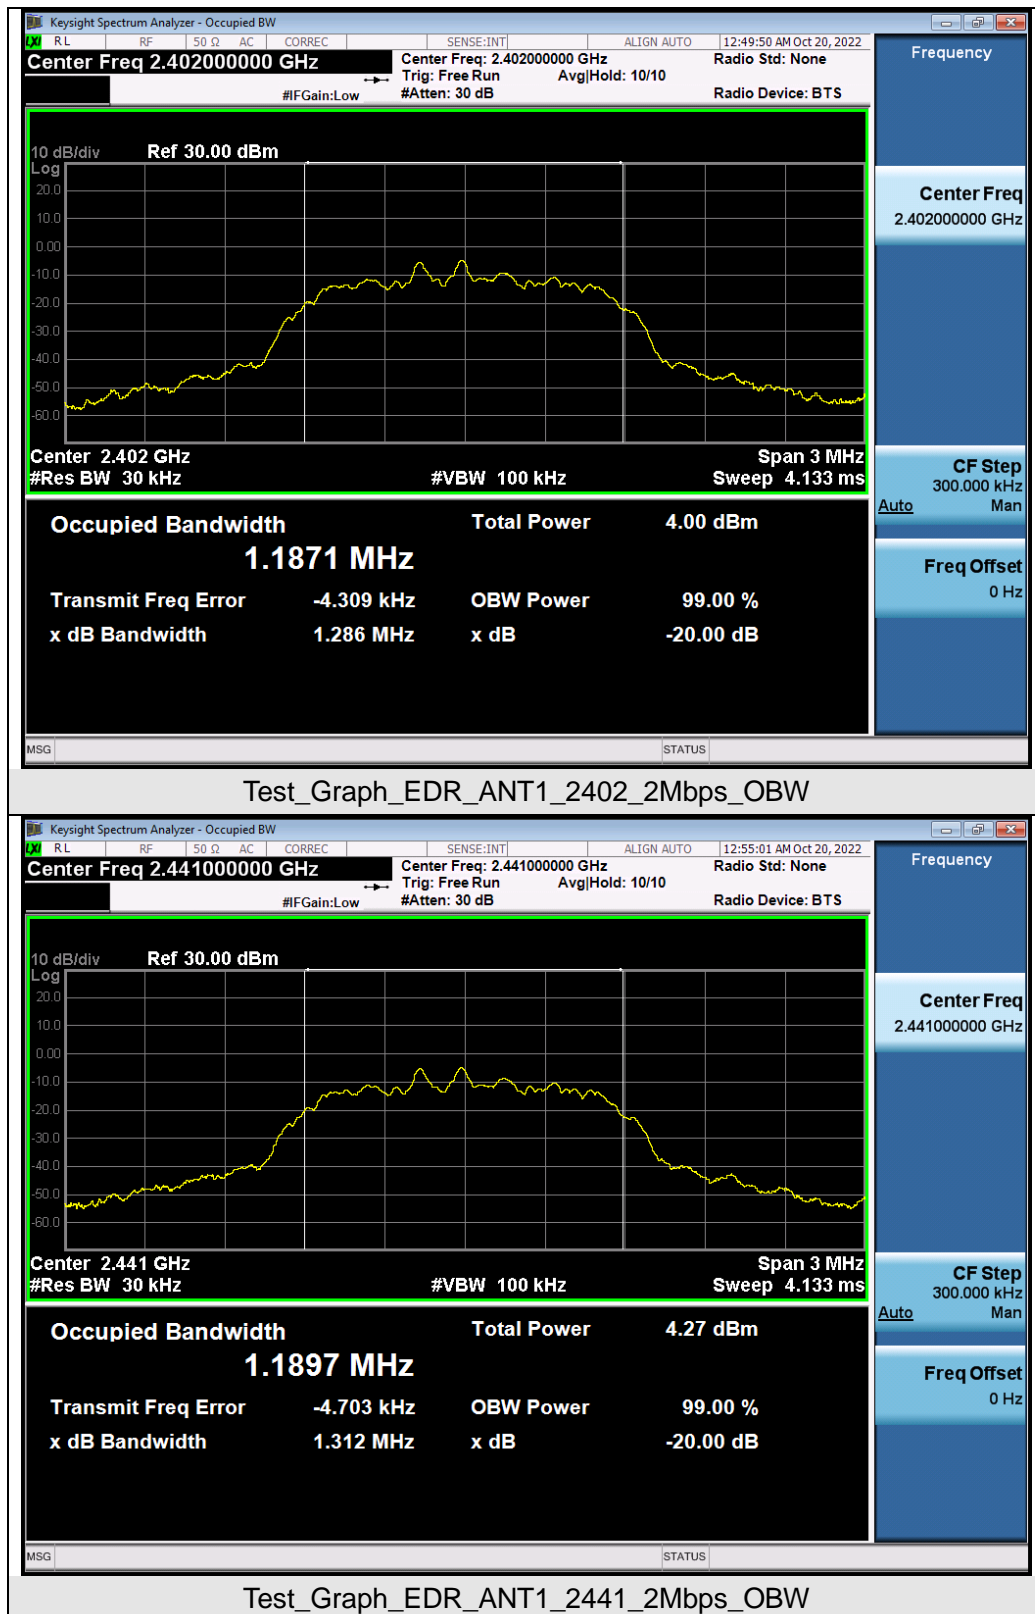 Keysight Spectrum Analyzer - Occupied BW
LXI RL RF 50 Ω AC CORREC SENSE:INT ALIGN AUTO 12:49:50 AM Oct 20, 2022
Center Freq 2.402000000 GHz
Center Freq: 2.402000000 GHz
Radio Std: None
Trig: Free Run Avg|Hold: 10/10
#IFGain:Low #Atten: 30 dB
Radio Device: BTS
Frequency
10 dB/div Ref 30.00 dBm
Log
20.0
10.0
0.00
-10.0
-20.0
-30.0
-40.0
-50.0
-60.0
Center 2.402 GHz Span 3 MHz
#Res BW 30 kHz #VBW 100 kHz Sweep 4.133 ms
Center Freq
2.402000000 GHz
CF Step
300.000 kHz
Auto Man
Freq Offset
0 Hz
Occupied Bandwidth Total Power 4.00 dBm
1.1871 MHz
Transmit Freq Error -4.309 kHz OBW Power 99.00 %
x dB Bandwidth 1.286 MHz x dB -20.00 dB
MSG STATUS
Test_Graph_EDR_ANT1_2402_2Mbps_OBW
Keysight Spectrum Analyzer - Occupied BW
LXI RL RF 50 Ω AC CORREC SENSE:INT ALIGN AUTO 12:55:01 AM Oct 20, 2022
Center Freq 2.441000000 GHz
Center Freq: 2.441000000 GHz
Radio Std: None
Trig: Free Run Avg|Hold: 10/10
#IFGain:Low #Atten: 30 dB
Radio Device: BTS
Frequency
10 dB/div Ref 30.00 dBm
Log
20.0
10.0
0.00
-10.0
-20.0
-30.0
-40.0
-50.0
-60.0
Center 2.441 GHz Span 3 MHz
#Res BW 30 kHz #VBW 100 kHz Sweep 4.133 ms
Center Freq
2.441000000 GHz
CF Step
300.000 kHz
Auto Man
Freq Offset
0 Hz
Occupied Bandwidth Total Power 4.27 dBm
1.1897 MHz
Transmit Freq Error -4.703 kHz OBW Power 99.00 %
x dB Bandwidth 1.312 MHz x dB -20.00 dB
MSG STATUS
Test_Graph_EDR_ANT1_2441_2Mbps_OBW